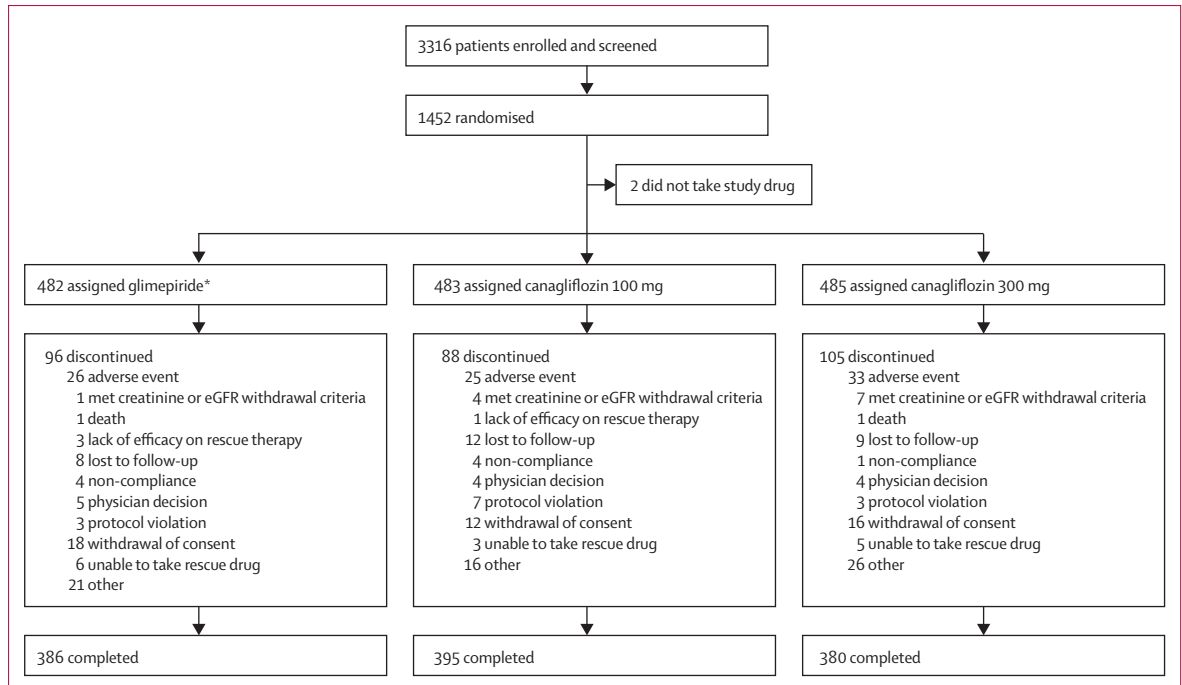 3316 patients enrolled and screened
1452 randomised
2 did not take study drug
482 assigned glimepiride*
96 discontinued
26 adverse event
1 met creatinine or eGFR withdrawal criteria
1 death
3 lack of efficacy on rescue therapy
8 lost to follow-up
4 non-compliance
5 physician decision
3 protocol violation
18 withdrawal of consent
6 unable to take rescue drug
21 other
386 completed
483 assigned canagliflozin 100 mg
88 discontinued
25 adverse event
4 met creatinine or eGFR withdrawal criteria
1 lack of efficacy on rescue therapy
12 lost to follow-up
4 non-compliance
4 physician decision
7 protocol violation
12 withdrawal of consent
3 unable to take rescue drug
16 other
395 completed
485 assigned canagliflozin 300 mg
105 discontinued
33 adverse event
7 met creatinine or eGFR withdrawal criteria
1 death
9 lost to follow-up
1 non-compliance
4 physician decision
3 protocol violation
16 withdrawal of consent
5 unable to take rescue drug
26 other
380 completed